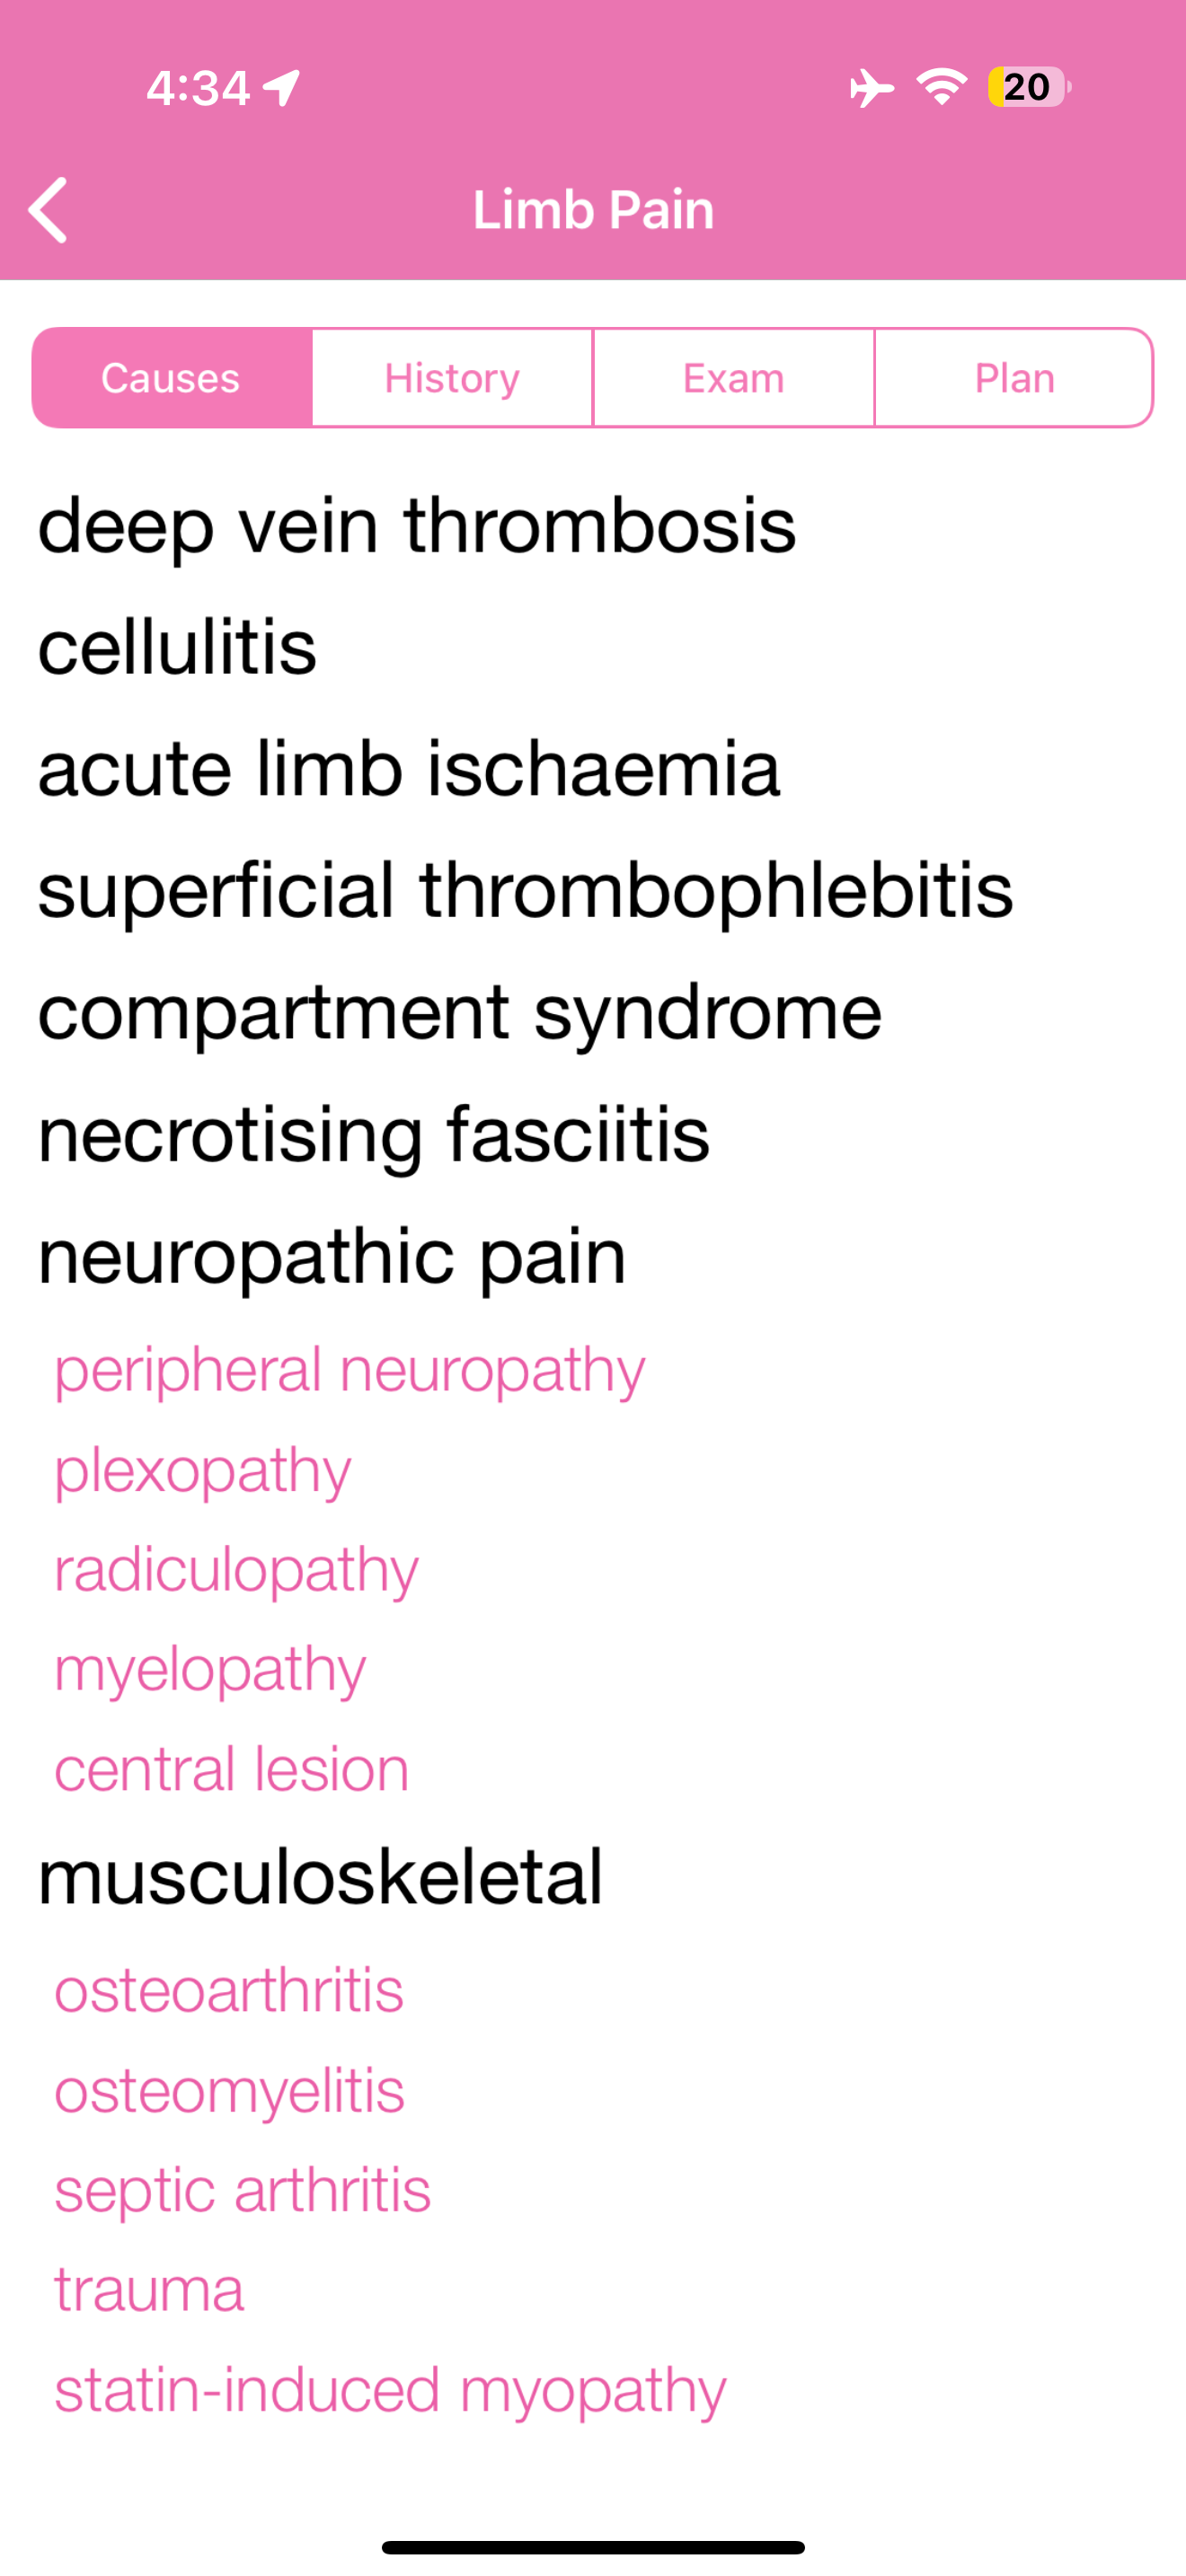 4:34
20
Limb Pain
Causes History Exam Plan
deep vein thrombosis
cellulitis
acute limb ischaemia
superficial thrombophlebitis
compartment syndrome
necrotising fasciitis
neuropathic pain
peripheral neuropathy
plexopathy
radiculopathy
myelopathy
central lesion
musculoskeletal
osteoarthritis
osteomyelitis
septic arthritis
trauma
statin-induced myopathy